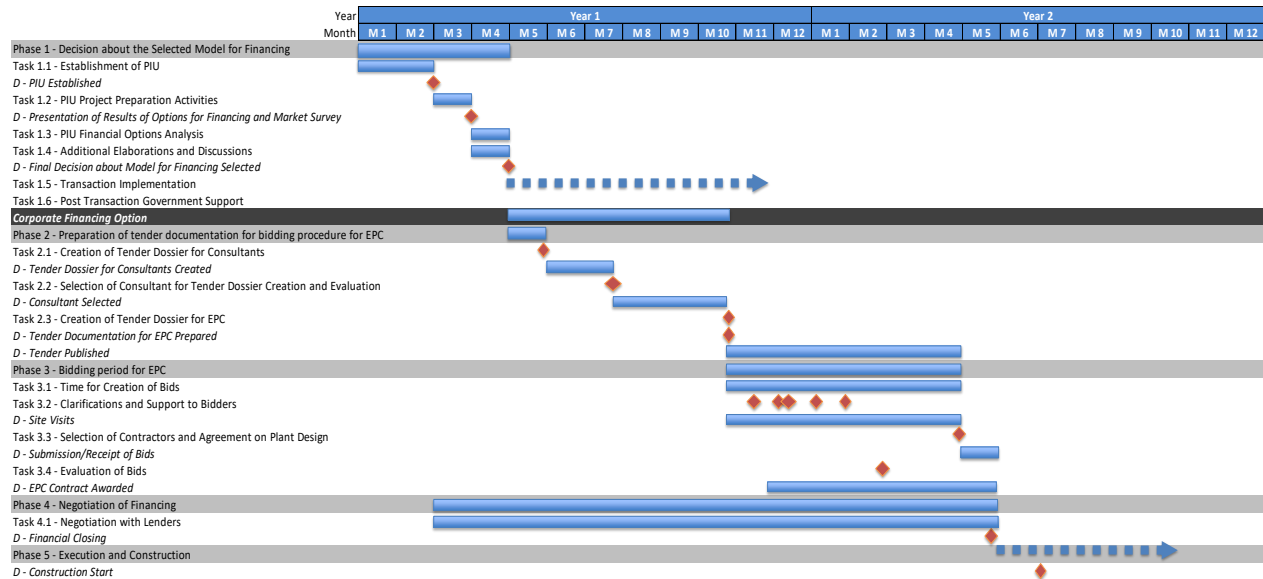 Year Year 1 Year 2
Month M 1 M 2 M 3 M 4 M 5 M 6 M 7 M 8 M 9 M 10 M 11 M 12 M 1 M 2 M 3 M 4 M 5 M 6 M 7 M 8 M 9 M 10 M 11 M 12
Phase 1 - Decision about the Selected Model for Financing
Task 1.1 - Establishment of PIU
D - PIU Established
Task 1.2 - PIU Project Preparation Activities
D - Presentation of Results of Options for Financing and Market Survey
Task 1.3 - PIU Financial Options Analysis
Task 1.4 - Additional Elaborations and Discussions
D - Final Decision about Model for Financing Selected
Task 1.5 - Transaction Implementation
Task 1.6 - Post Transaction Government Support
Corporate Financing Option
Phase 2 - Preparation of tender documentation for bidding procedure for EPC
Task 2.1 - Creation of Tender Dossier for Consultants
D - Tender Dossier for Consultants Created
Task 2.2 - Selection of Consultant for Tender Dossier Creation and Evaluation
D - Consultant Selected
Task 2.3 - Creation of Tender Dossier for EPC
D - Tender Documentation for EPC Prepared
D - Tender Published
Phase 3 - Bidding period for EPC
Task 3.1 - Time for Creation of Bids
Task 3.2 - Clarifications and Support to Bidders
D - Site Visits
Task 3.3 - Selection of Contractors and Agreement on Plant Design
D - Submission/Receipt of Bids
Task 3.4 - Evaluation of Bids
D - EPC Contract Awarded
Phase 4 - Negotiation of Financing
Task 4.1 - Negotiation with Lenders
D - Financial Closing
Phase 5 - Execution and Construction
D - Construction Start